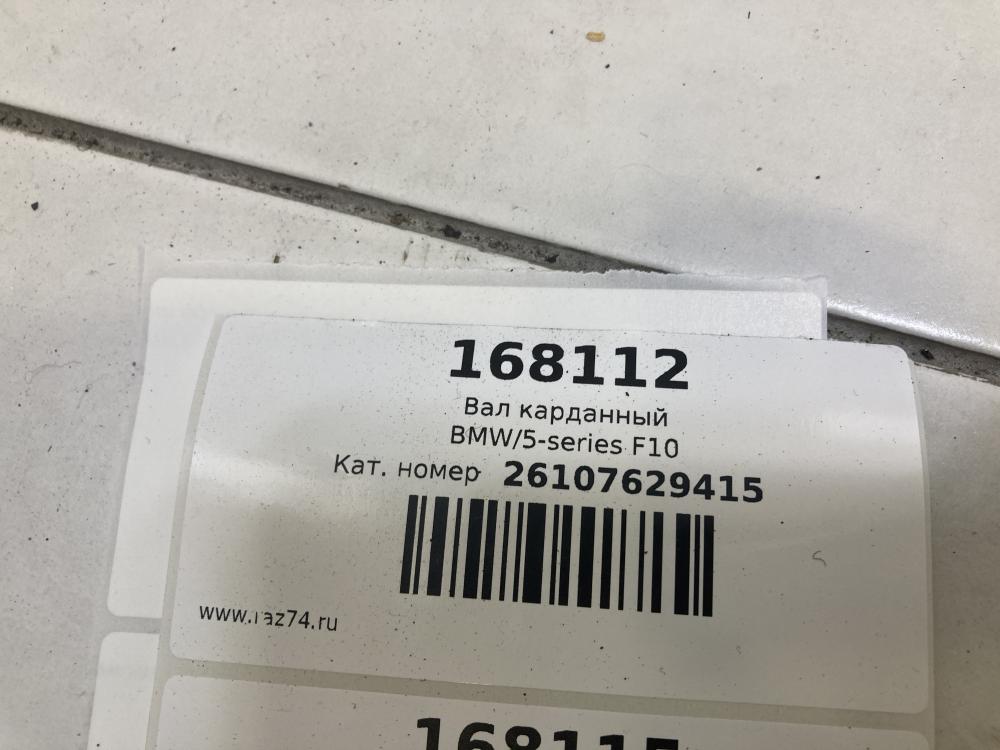 168112
Вал карданный
BMW/5-series F10
Кат. номер 26107629415
www.raz74.ru